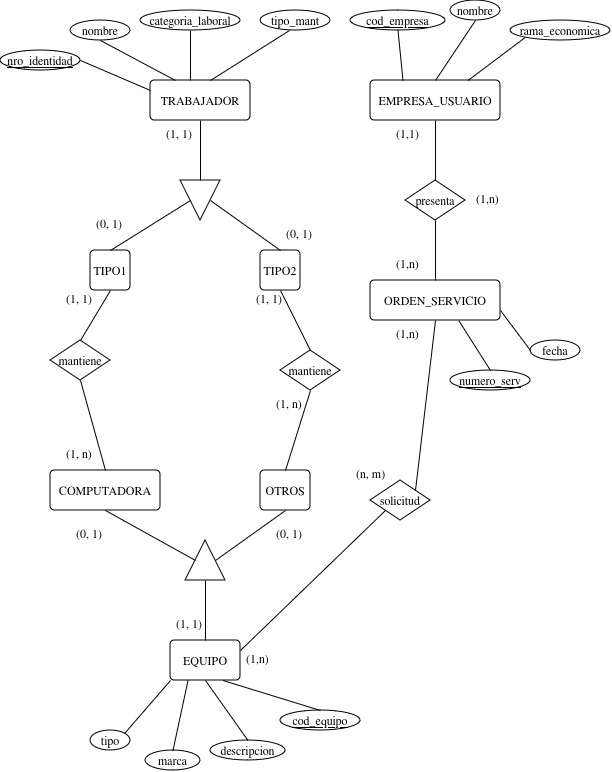 nombre
categoria_laboral
tipo_mant
nro_identidad
TRABAJADOR
(1, 1)
(0, 1)
(0, 1)
TIPO1
TIPO2
(1, 1)
(1, 1)
mantiene
mantiene
(1, n)
(1, n)
COMPUTADORA
OTROS
(0, 1)
(0, 1)
(1, 1)
EQUIPO
(1,n)
tipo
marca
descripcion
cod_equipo
cod_empresa
nombre
rama_economica
EMPRESA_USUARIO
(1,1)
presenta
(1,n)
(1,n)
ORDEN_SERVICIO
(1,n)
fecha
numero_serv
(n, m)
solicitud